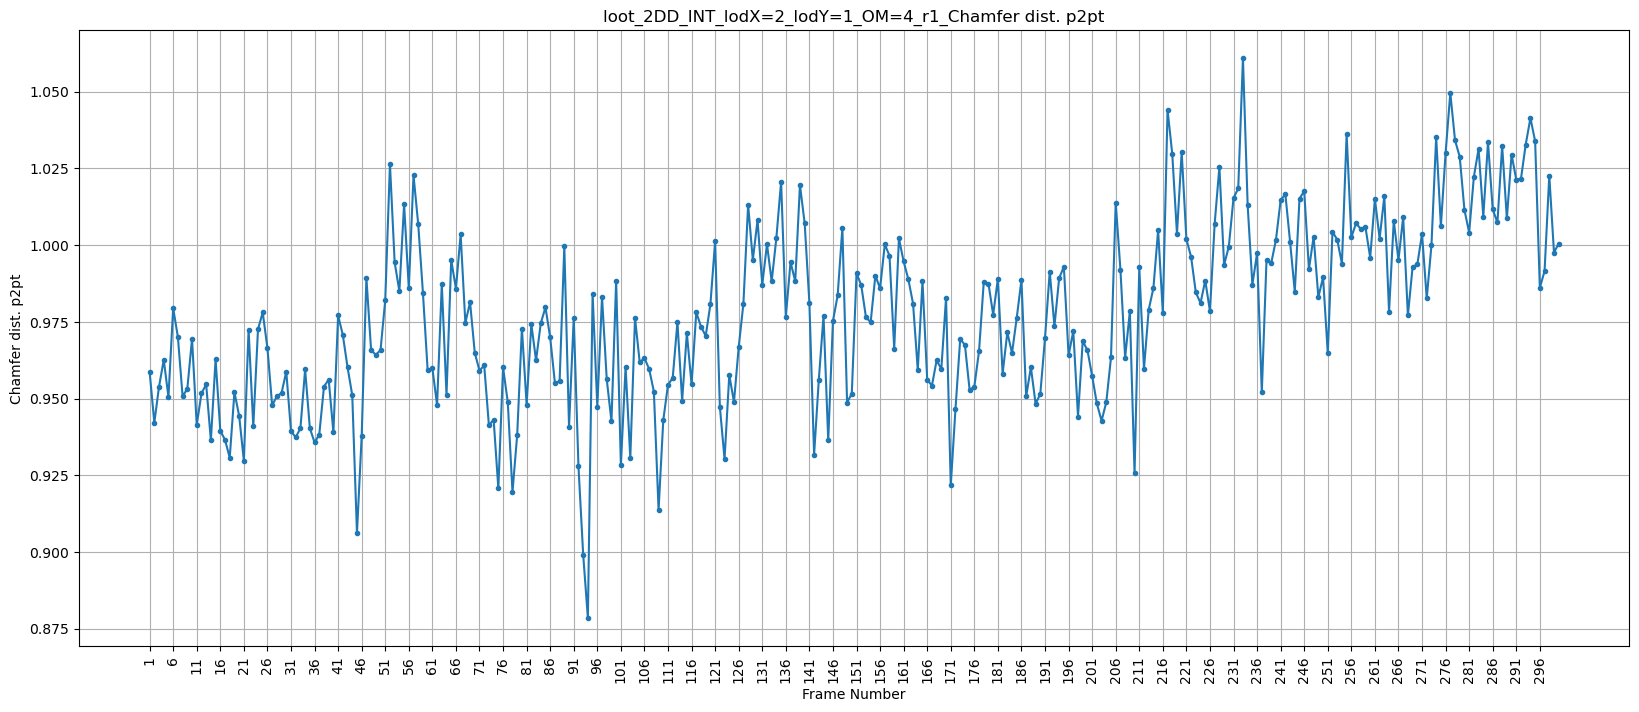 loot_2DD_INT_lodX=2_lodY=1_OM=4_r1_Chamfer dist. p2pt
Chamfer dist. p2pt
1.050
1.025
1.000
0.975
0.950
0.925
0.900
0.875
1 6 11 16 21 26 31 36 41 46 51 56 61 66 71 76 81 86 91 96 101 106 111 116 121 126 131 136 141 146 151 156 161 166 171 176 181 186 191 196 201 206 211 216 221 226 231 236 241 246 251 256 261 266 271 276 281 286 291 296
Frame Number